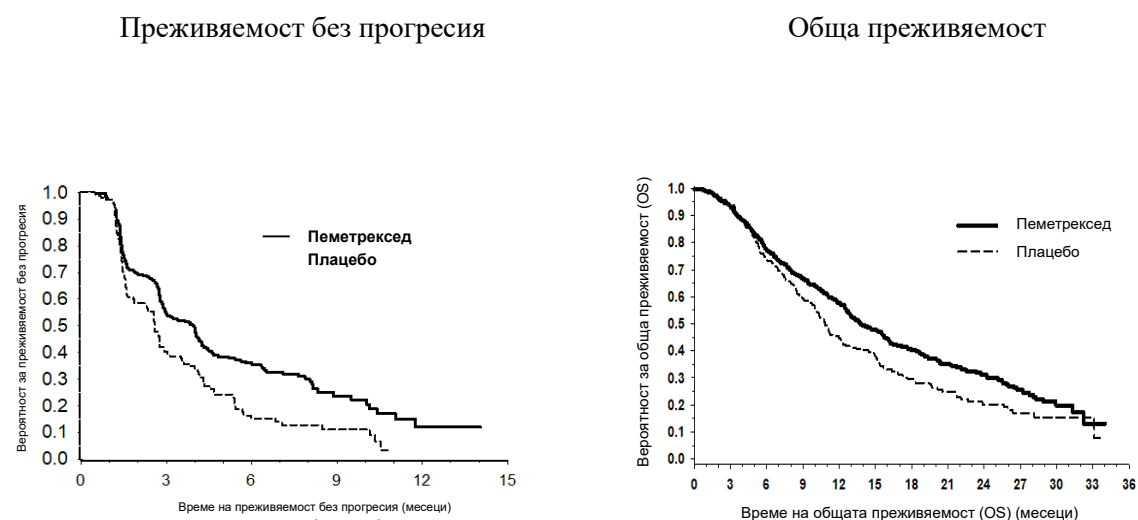 Преживяемост без прогресия
Обща преживяемост
Вероятност за преживяемост без прогресия
1.0
0.9
0.8
0.7
0.6
0.5
0.4
0.3
0.2
0.1
0.0
Пеметрексед
Плацебо
0 3 6 9 12 15
Време на преживяемост без прогресия (месеци)
Вероятност за обща преживяемост (OS)
1.0
0.9
0.8
0.7
0.6
0.5
0.4
0.3
0.2
0.1
0.0
Пеметрексед
Плацебо
0 3 6 9 12 15 18 21 24 27 30 33 36
Време на общата преживяемост (OS) (месеци)